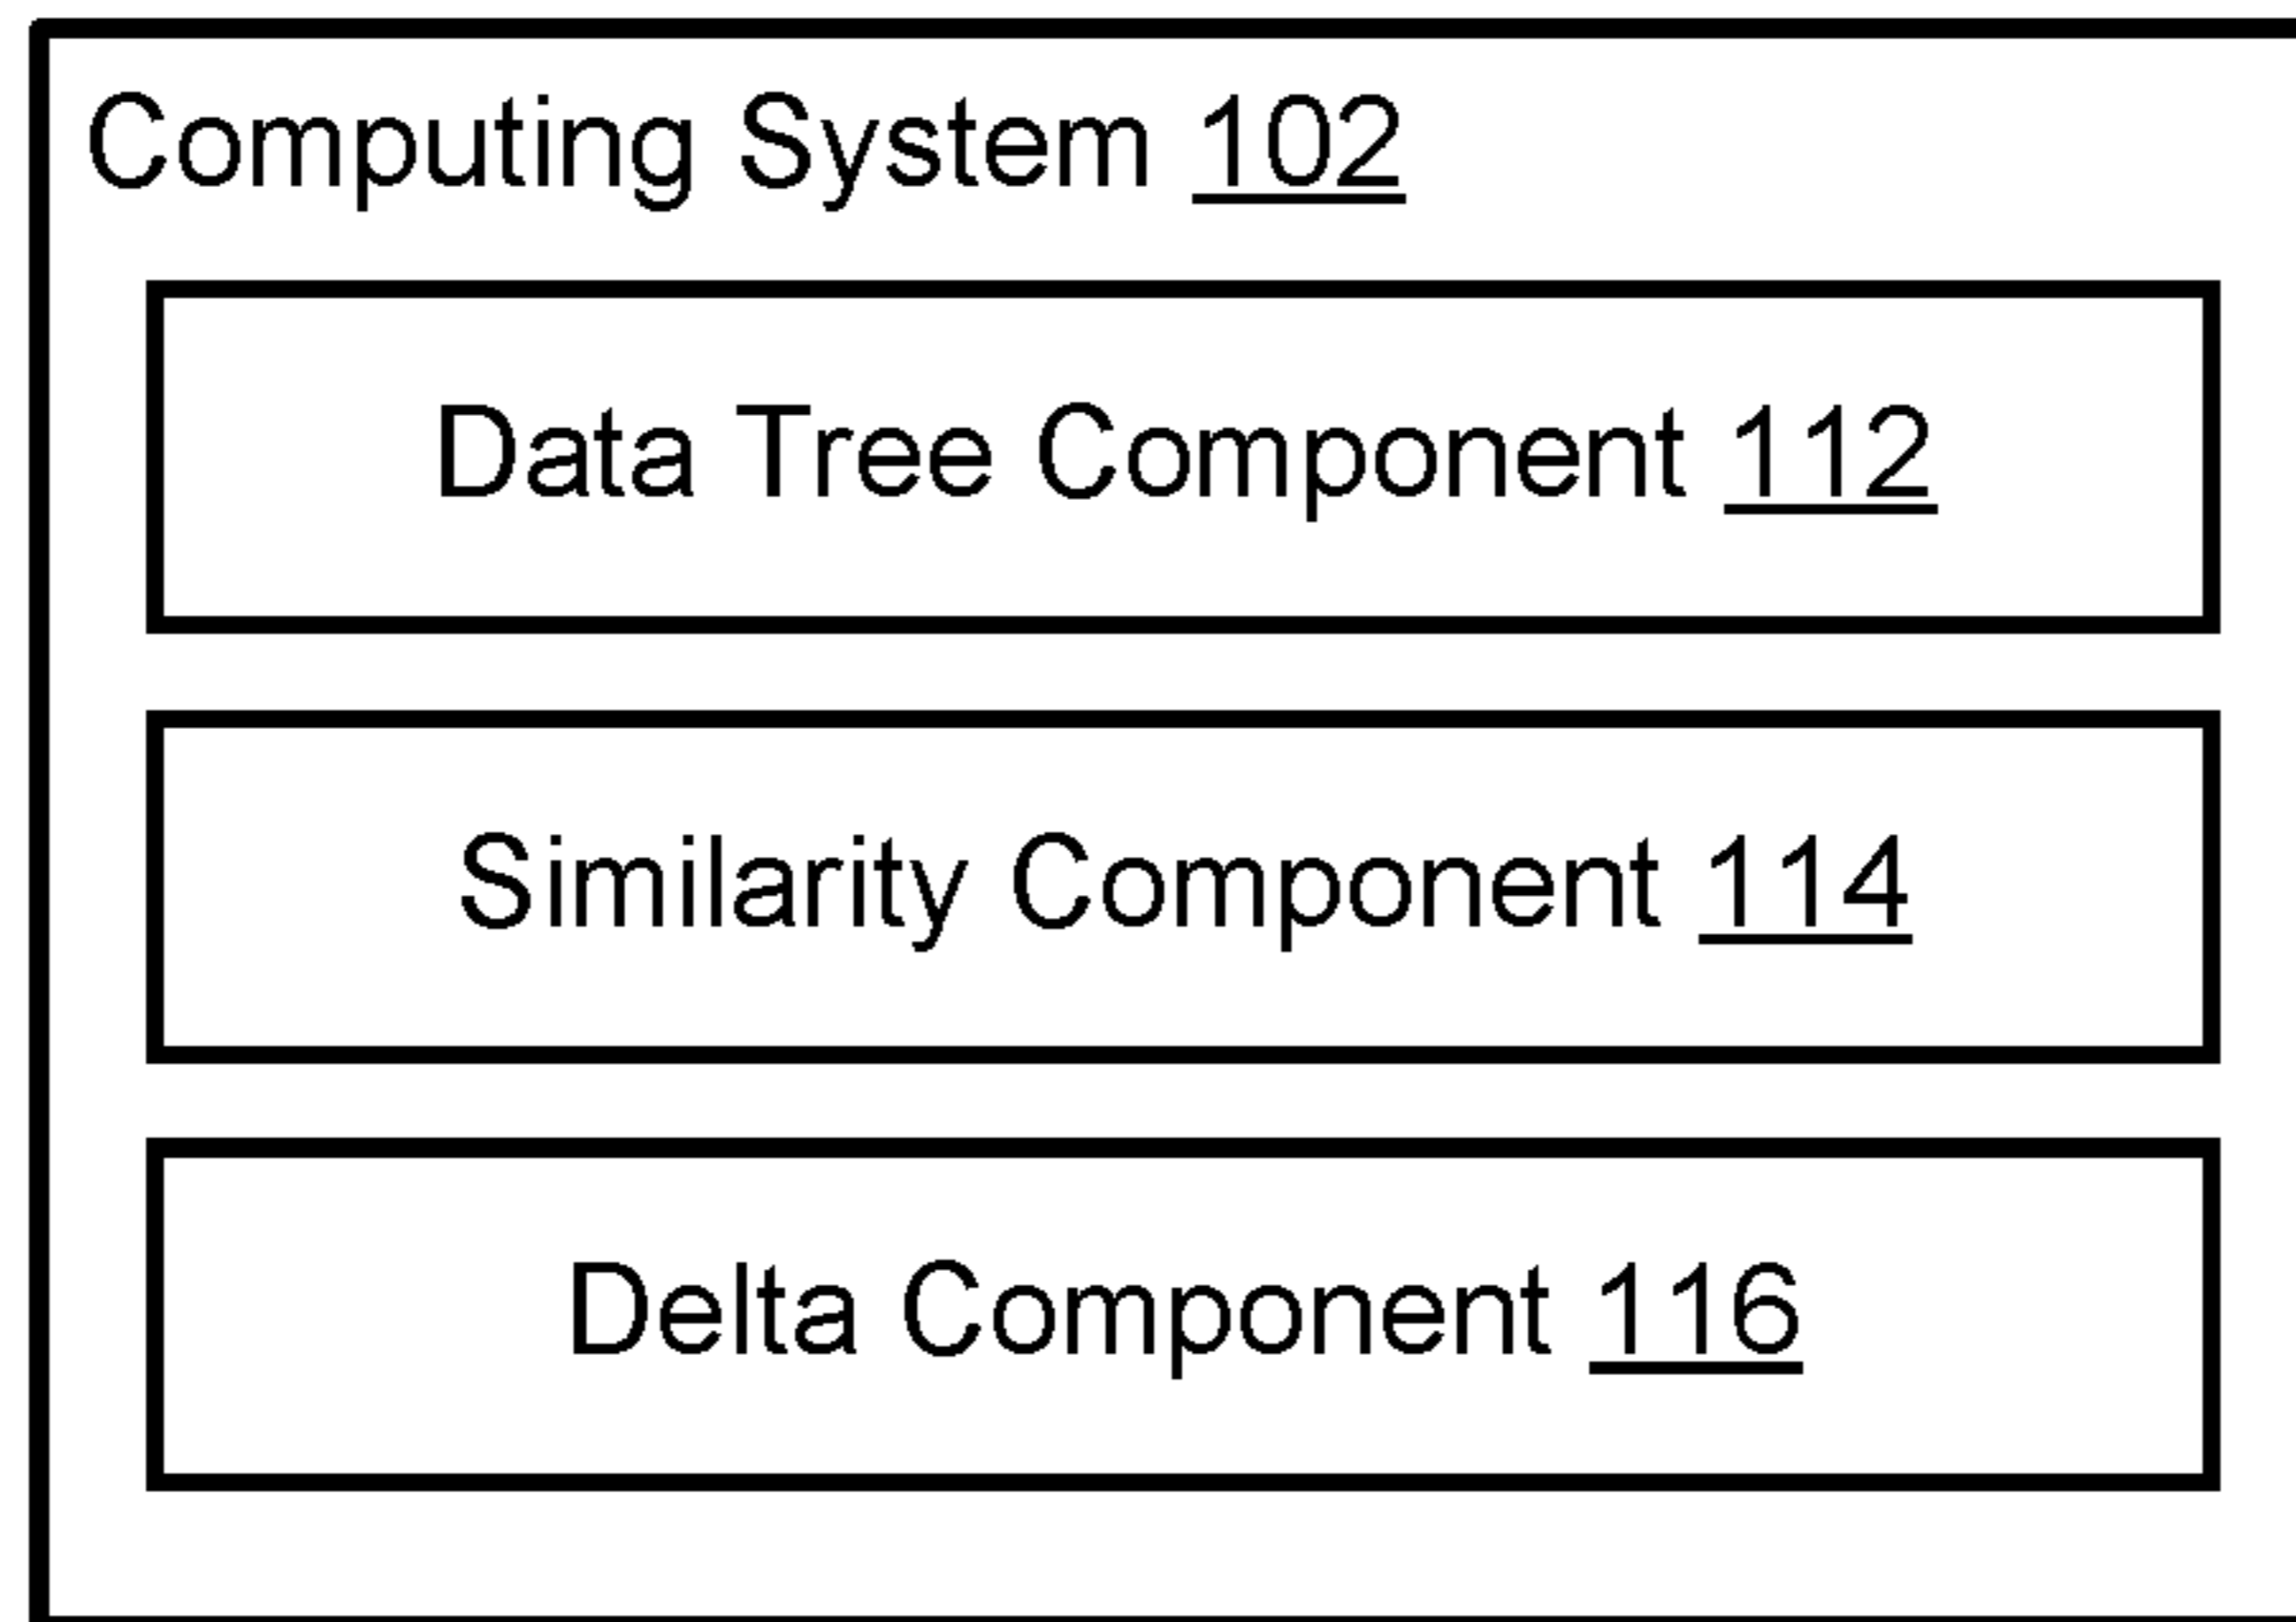 Computing System 102
Data Tree Component 112
Similarity Component 114
Delta Component 116